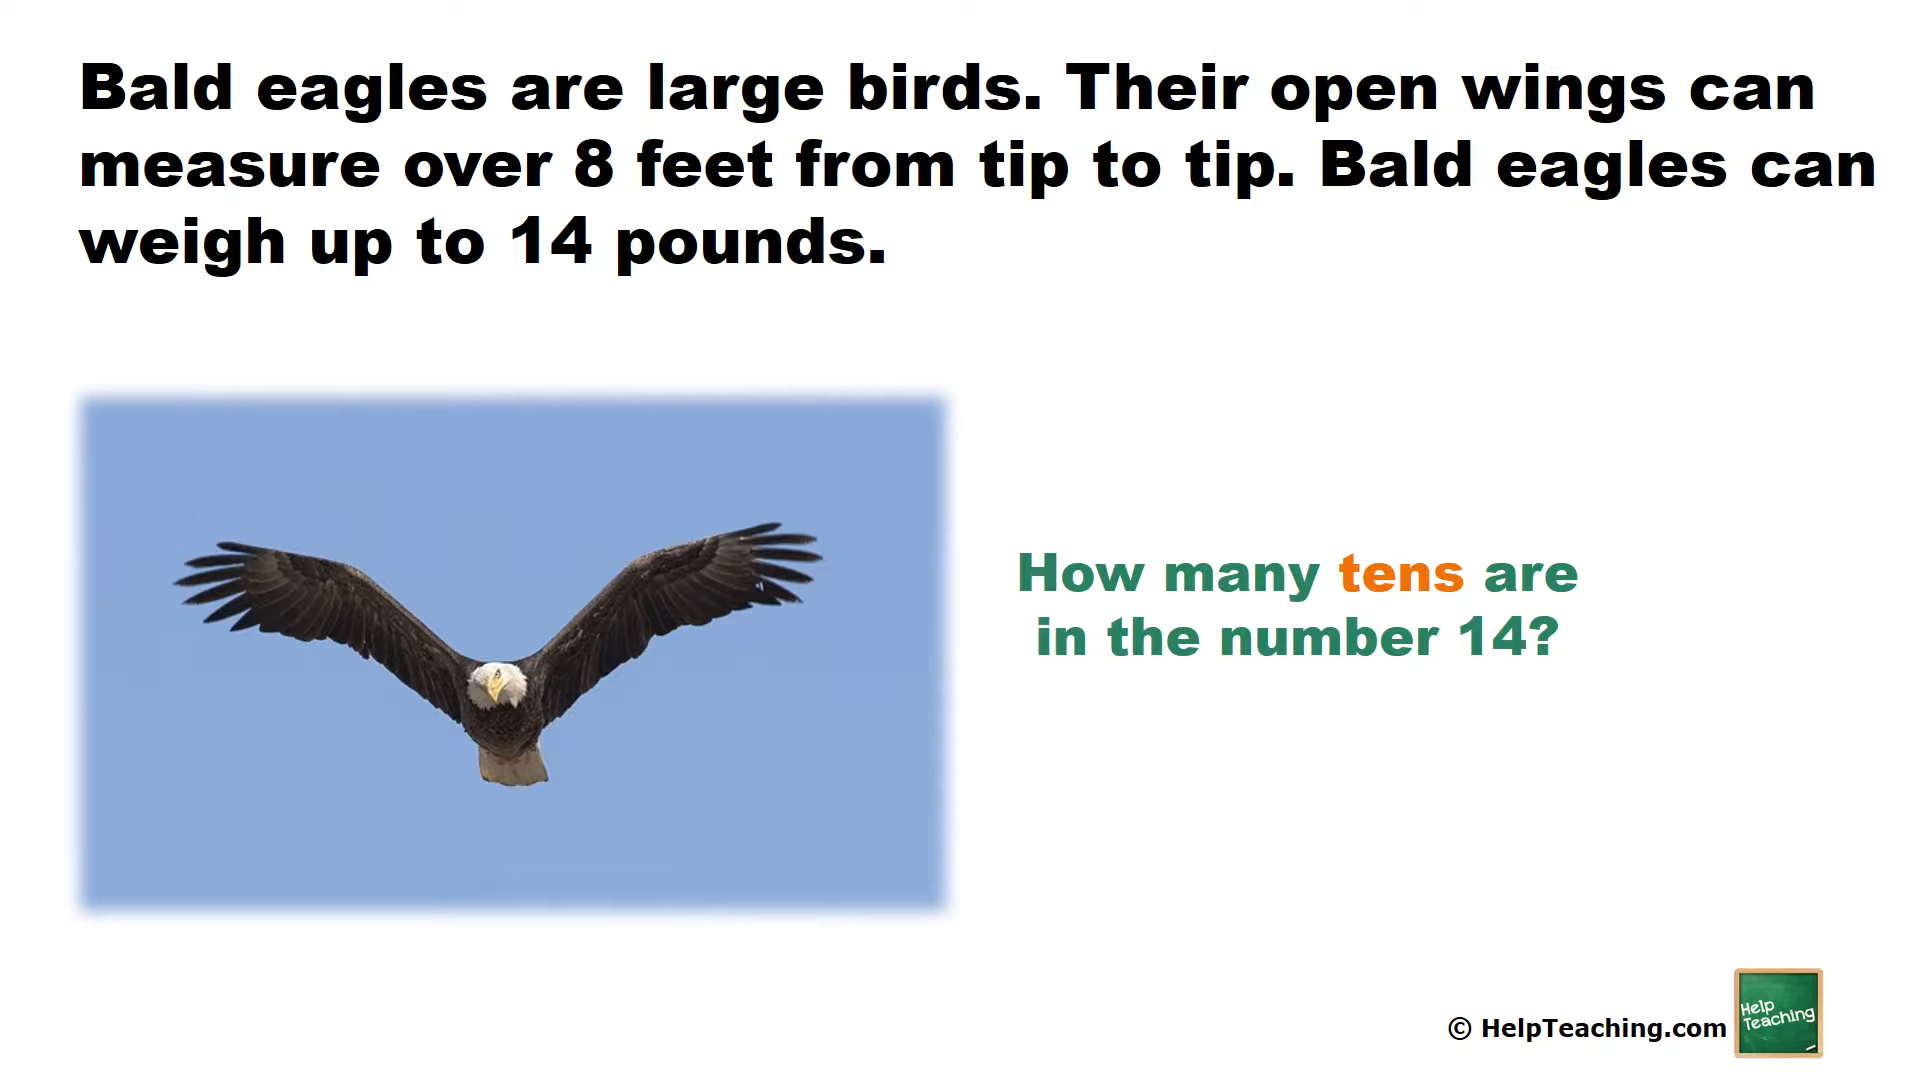 Bald eagles are large birds. Their open wings can
measure over 8 feet from tip to tip. Bald eagles can
weigh up to 14 pounds.
How many tens are
in the number 14?
© HelpTeaching.com
Help
Teaching